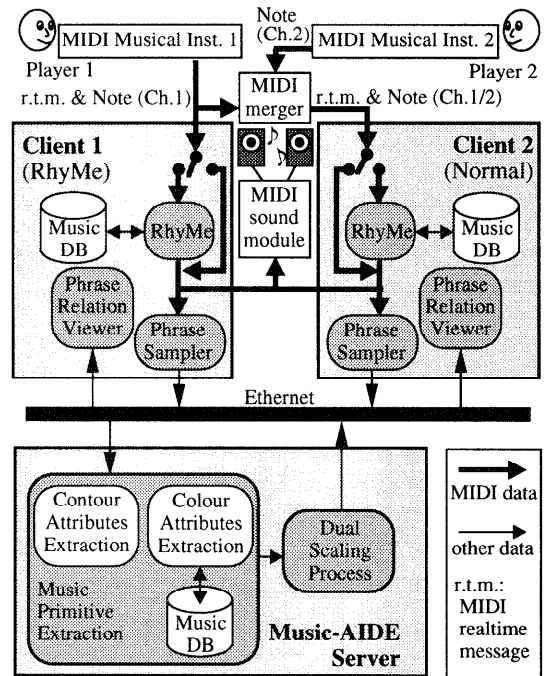 Note
(Ch.2)
MIDI Musical Inst. 1
MIDI Musical Inst. 2
Player 1
Player 2
r.t.m. & Note (Ch.1)
MIDI
merger
r.t.m. & Note (Ch.1/2)
Client 1
(RhyMe)
Client 2
(Normal)
Music
DB
RhyMe
MIDI
sound
module
RhyMe
Music
DB
Phrase
Relation
Viewer
Phrase
Sampler
Phrase
Sampler
Phrase
Relation
Viewer
Ethernet
Contour
Attributes
Extraction
Colour
Attributes
Extraction
Music
Primitive
Extraction
Music
DB
Dual
Scaling
Process
Music-AIDE
Server
MIDI data
other data
r.t.m.:
MIDI
realtime
message